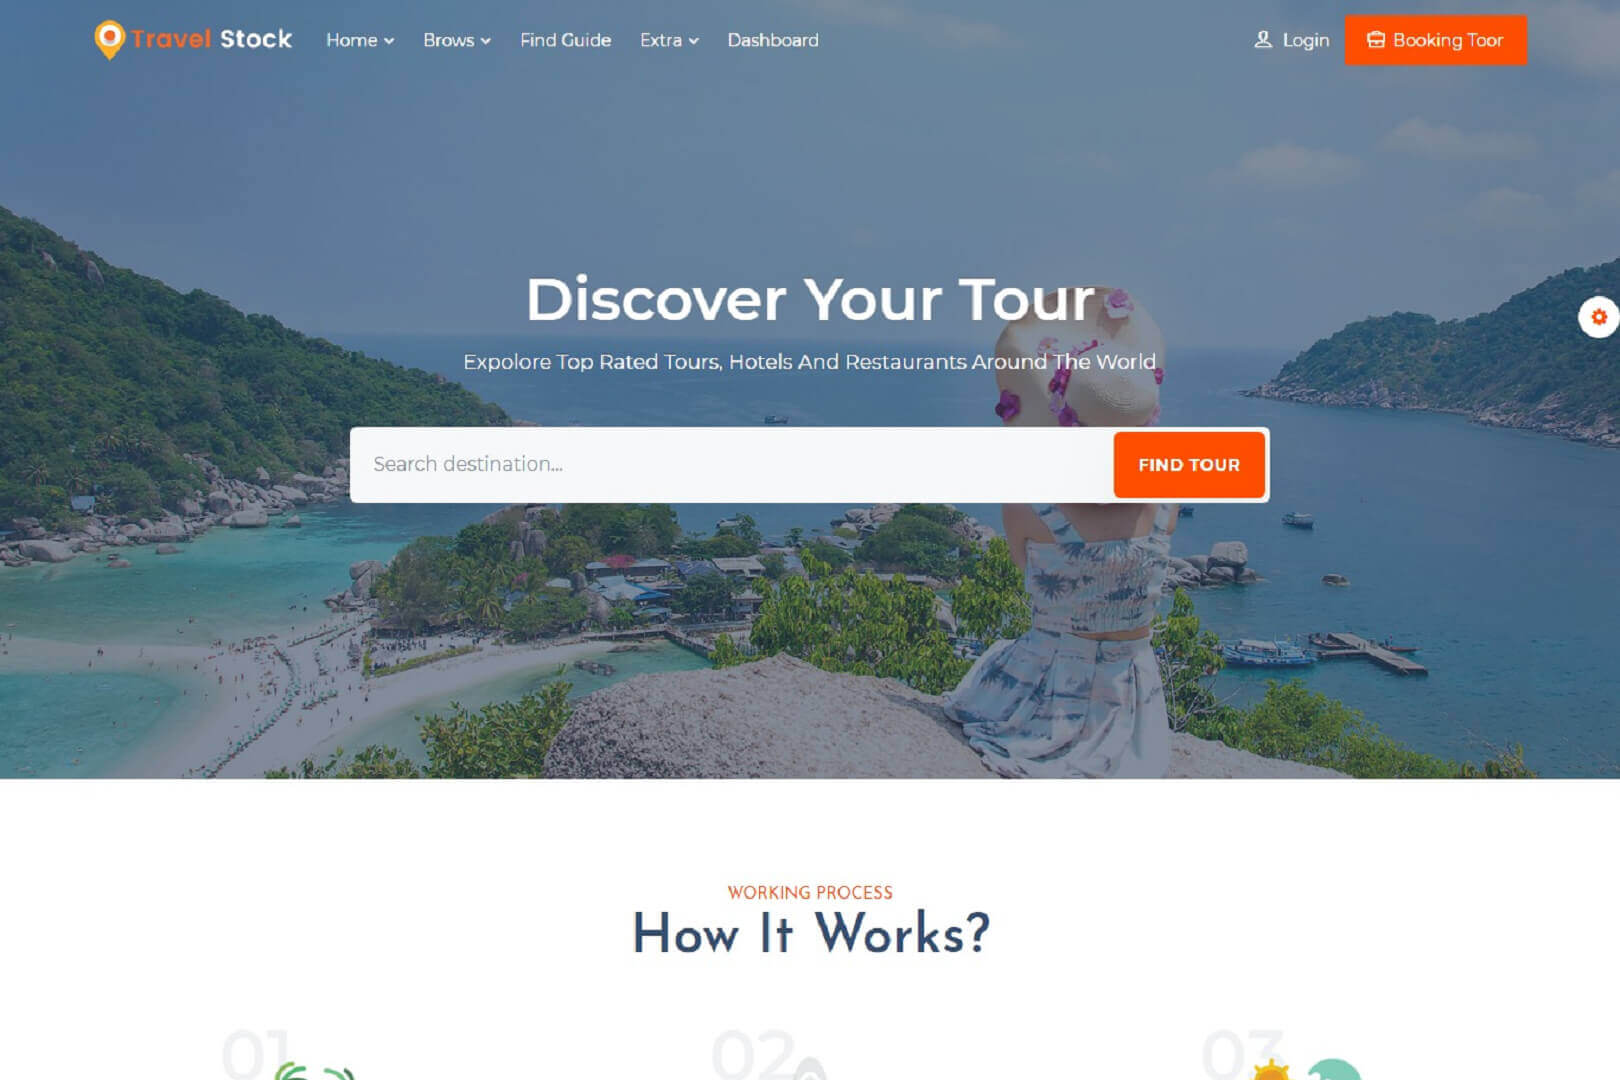 Travel Stock
Home
Brows
Find Guide
Extra
Dashboard
Login
Booking Toor
Discover Your Tour
Expolore Top Rated Tours, Hotels And Restaurants Around The World
Search destination...
FIND TOUR
WORKING PROCESS
How It Works?
01
02
03